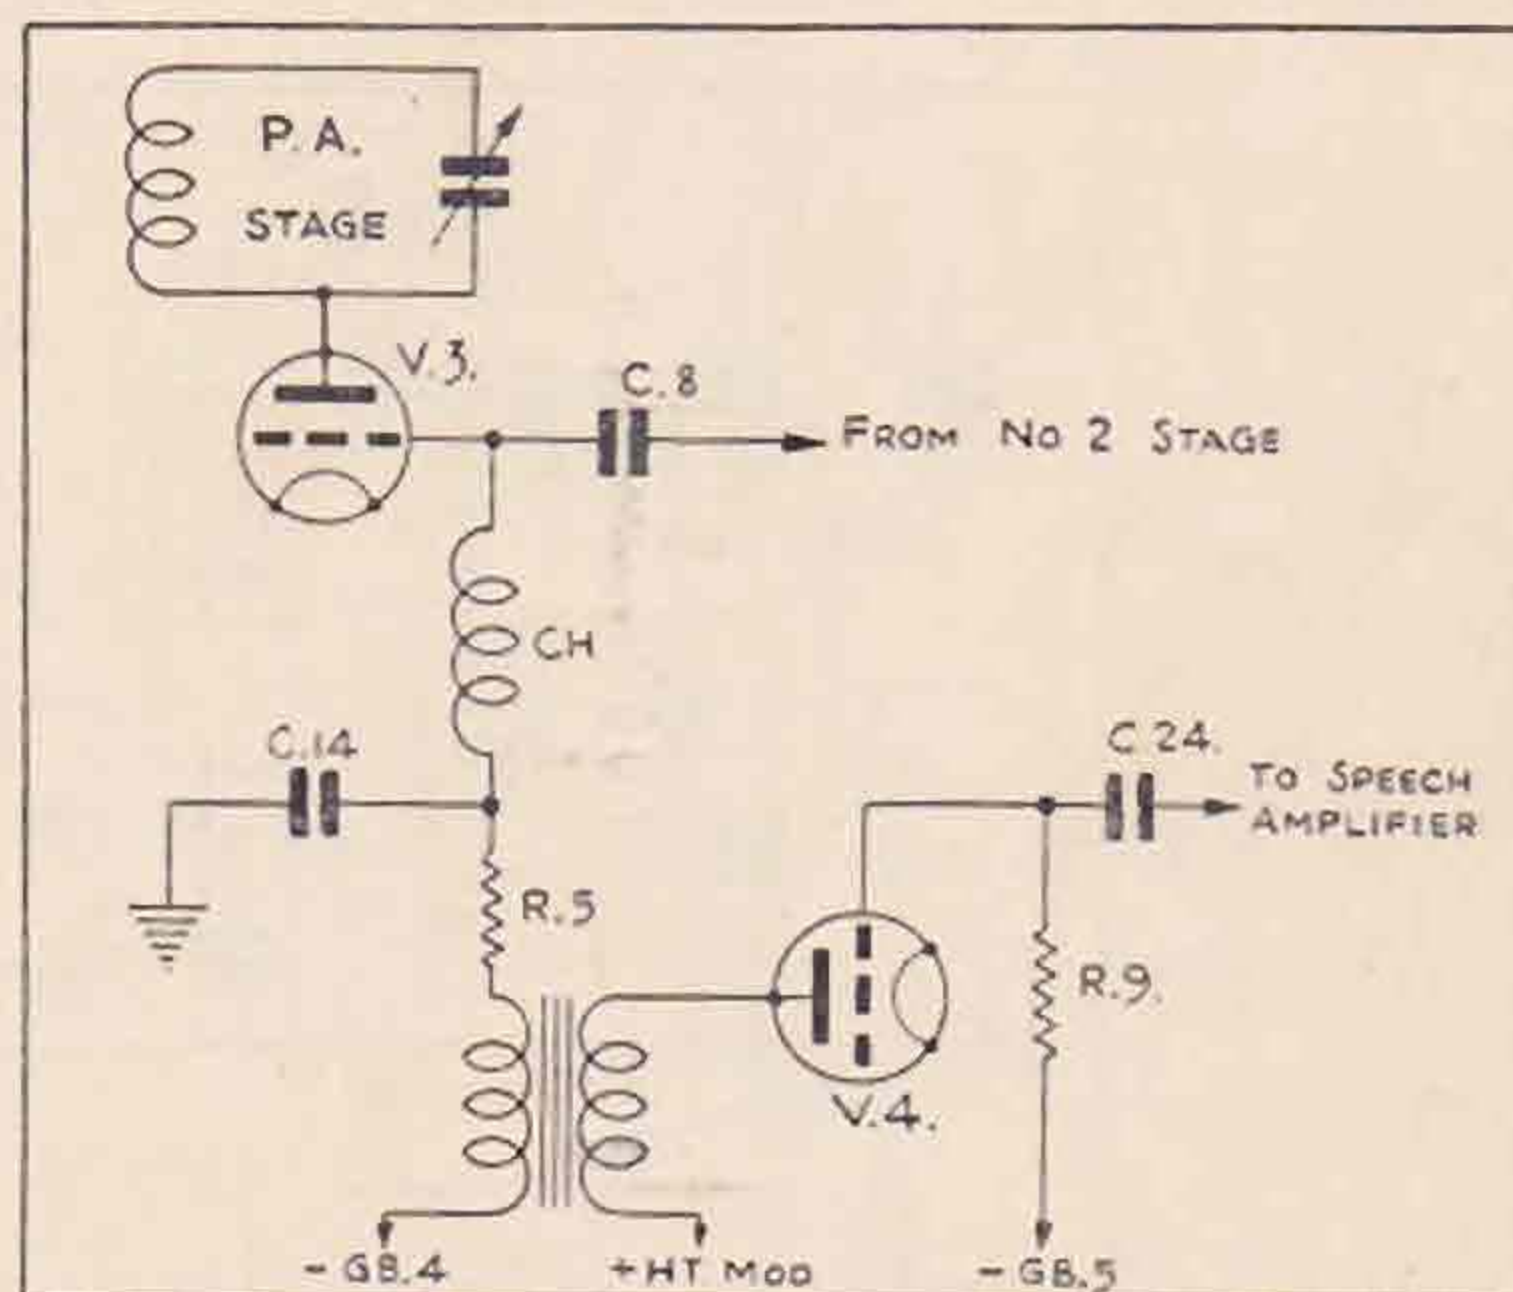 P. A.
STAGE
V.3.
C.8
FROM NO 2 STAGE
CH
C.14
C 24.
TO SPEECH
AMPLIFIER
R.5
R.9.
V.4.
- GB.4
+HT MOD
- GB.5